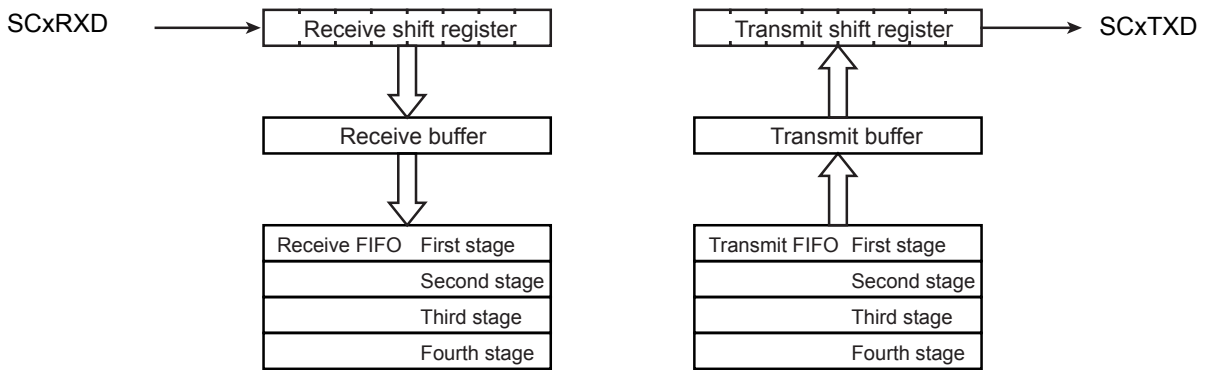 SCxRXD
Receive shift register
Receive buffer
Receive FIFO First stage
Second stage
Third stage
Fourth stage
Transmit shift register
SCxTXD
Transmit buffer
Transmit FIFO First stage
Second stage
Third stage
Fourth stage